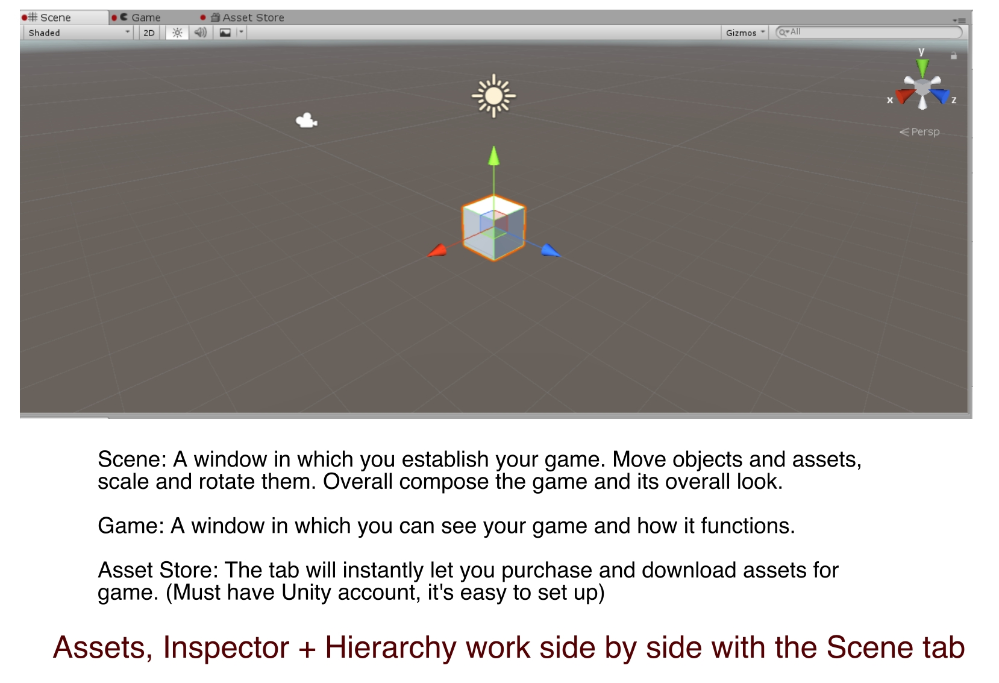 Scene
Game
Asset Store
Shaded
2D
Gizmos
All
y
x
z
Persp
Scene: A window in which you establish your game. Move objects and assets,
scale and rotate them. Overall compose the game and its overall look.
Game: A window in which you can see your game and how it functions.
Asset Store: The tab will instantly let you purchase and download assets for
game. (Must have Unity account, it's easy to set up)
Assets, Inspector + Hierarchy work side by side with the Scene tab